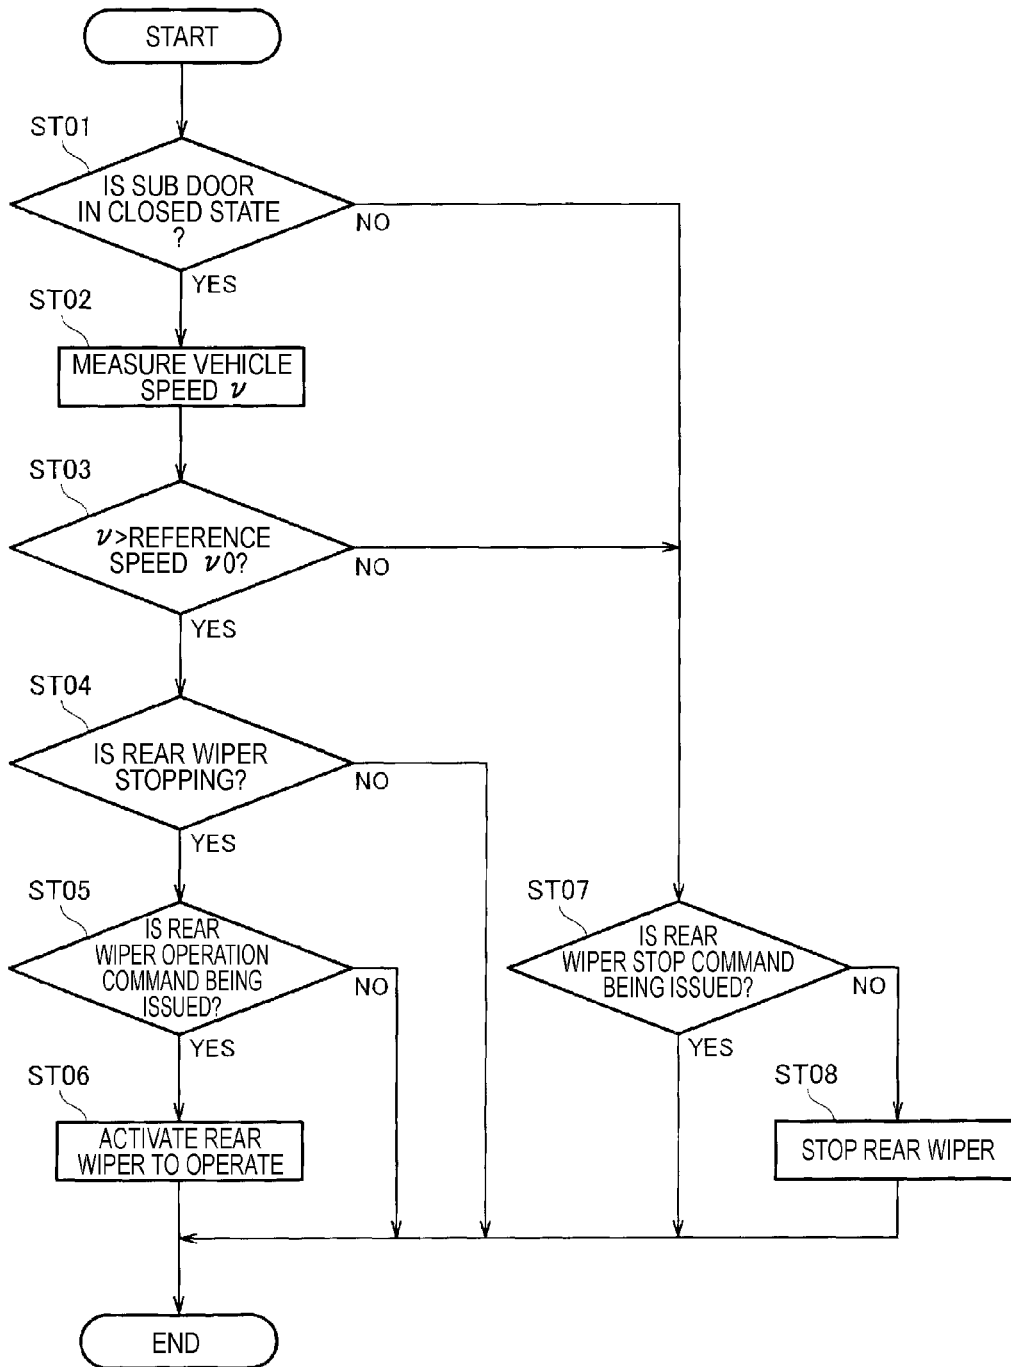 START
ST01
IS SUB DOOR
IN CLOSED STATE
?
NO
YES
ST02
MEASURE VEHICLE
SPEED ν
ST03
ν>REFERENCE
SPEED ν0?
NO
YES
ST04
IS REAR WIPER
STOPPING?
NO
YES
ST05
IS REAR
WIPER OPERATION
COMMAND BEING
ISSUED?
NO
YES
ST06
ACTIVATE REAR
WIPER TO OPERATE
ST07
IS REAR
WIPER STOP COMMAND
BEING ISSUED?
NO
YES
ST08
STOP REAR WIPER
END